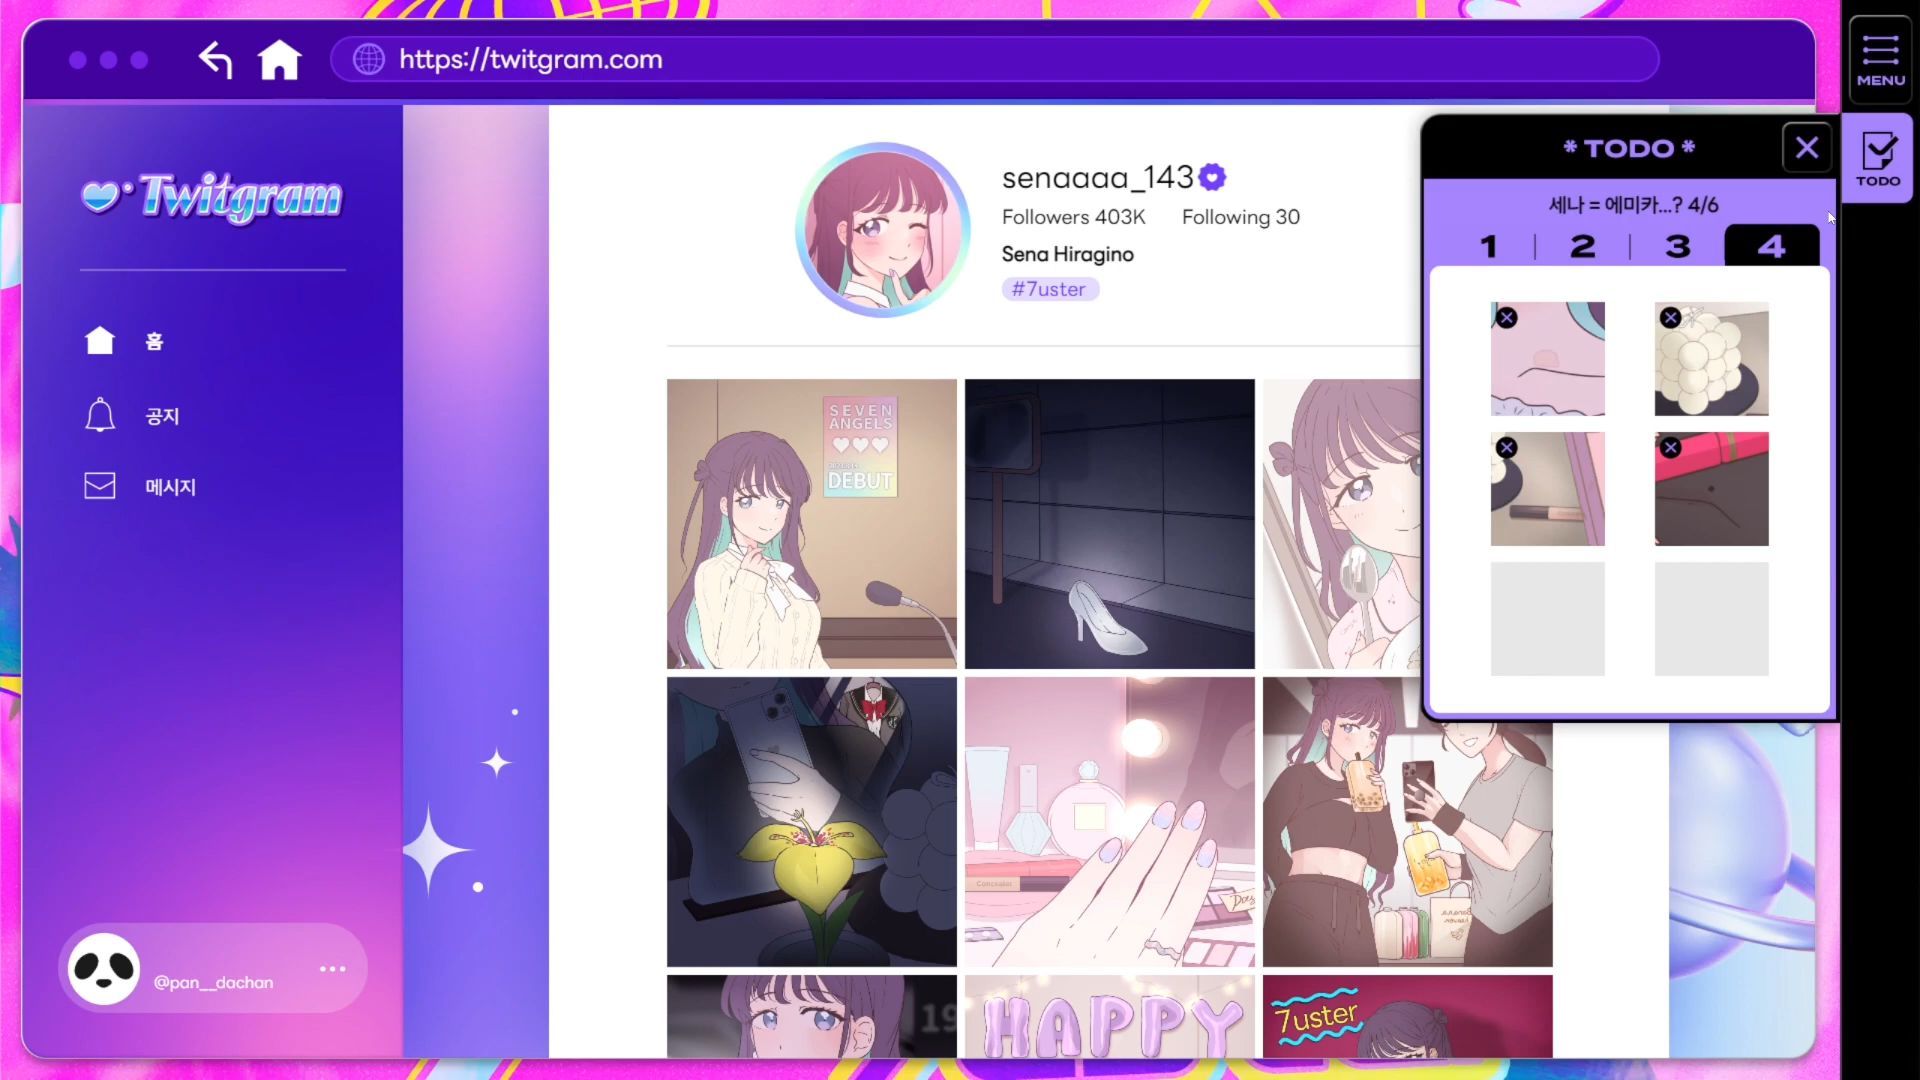 https://twitgram.com
MENU
TODO
Twitgram
홈
공지
메시지
@pan__dachan
senaaaa_143
Followers 403K Following 30
Sena Hiragino
#7uster
SEVEN
ANGELS
DEBUT
Concealer
HAPPY
7uster
* TODO *
세나 = 에미카...? 4/6
1 2 3 4